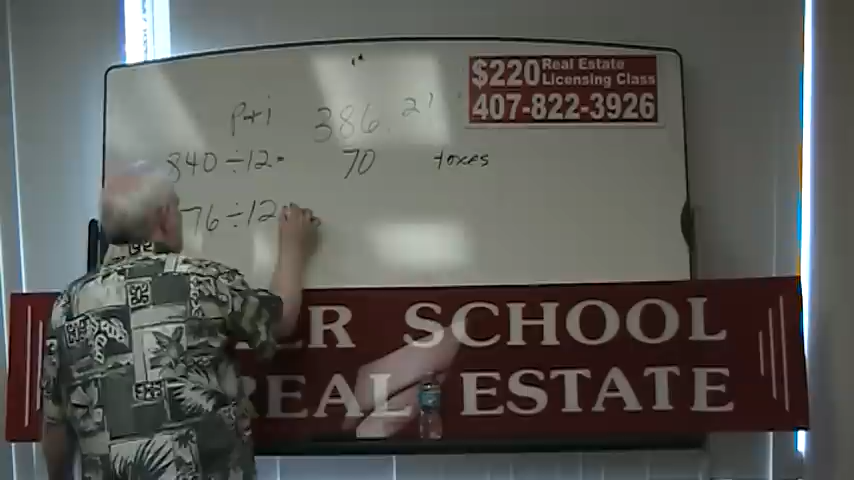 $220 Real Estate
Licensing Class
407-822-3926
P+i 386.21
840÷12= 70 taxes
76÷12=
ER SCHOOL
REAL ESTATE